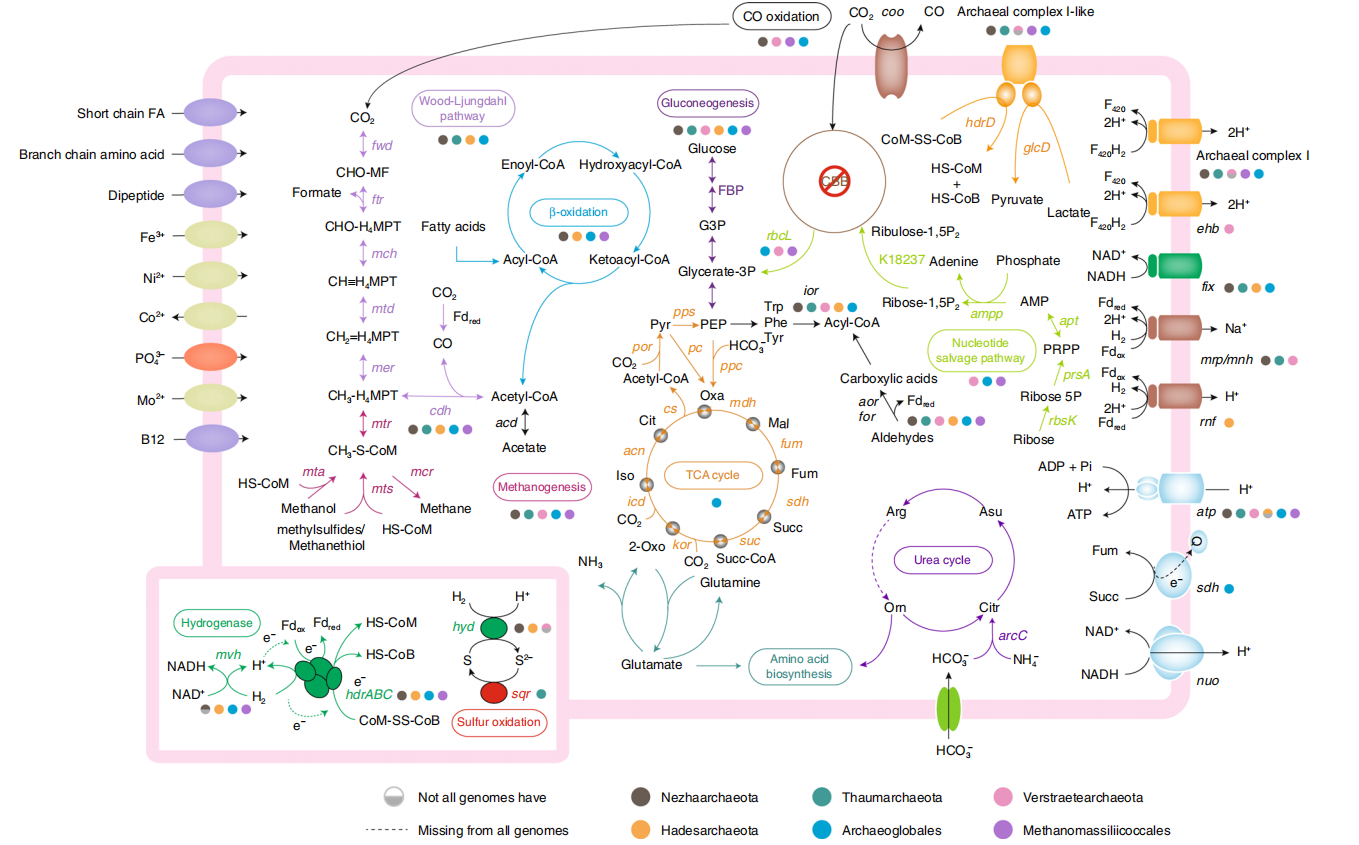 CO oxidation
CO₂ coo CO
Archaeal complex I-like
Short chain FA
Branch chain amino acid
Dipeptide
Fe³⁺
Ni²⁺
Co²⁺
PO₄³⁻
Mo²⁺
B12
Wood-Ljungdahl
pathway
CO₂
fwd
CHO-MF
Formate
ftr
CHO-H₄MPT
mch
CH=H₄MPT
mtd
CH₂=H₄MPT
mer
CH₃-H₄MPT
cdh
mtr
CH₃-S-CoM
HS-CoM
mta
mts
mcr
Methanol
Methane
methylsulfides/
Methanethiol
HS-CoM
Methanogenesis
Fatty acids
Enoyl-CoA
Hydroxyacyl-CoA
β-oxidation
Acyl-CoA
Ketoacyl-CoA
CO₂
Fd_red
CO
Acetyl-CoA
acd
Acetate
Gluconeogenesis
Glucose
FBP
G3P
Glycerate-3P
pps
Pyr
PEP
por
pc
HCO₃⁻
ppc
CO₂
Acetyl-CoA
Oxa
cs
mdh
Cit
Mal
acn
fum
Iso
TCA cycle
Fum
icd
sdh
CO₂
Succ
2-Oxo
kor
suc
CO₂
Succ-CoA
NH₃
Glutamine
Glutamate
Amino acid
biosynthesis
CBB
rbcL
Ribulose-1,5P₂
K18237
Adenine
Phosphate
Ribose-1,5P₂
ampp
AMP
apt
Nucleotide
salvage pathway
PRPP
prsA
Ribose 5P
rbsK
Ribose
ior
Trp
Phe
Tyr
Acyl-CoA
Carboxylic acids
aor
for
Fd_red
Aldehydes
hdrD
CoM-SS-CoB
HS-CoM
+
HS-CoB
glcD
Pyruvate
Lactate
Arg
Asu
Urea cycle
Orn
Citr
arcC
HCO₃⁻
NH₄⁻
HCO₃⁻
F₄₂₀
2H⁺
F₄₂₀H₂
2H⁺
Archaeal complex I
F₄₂₀
2H⁺
F₄₂₀H₂
2H⁺
ehb
NAD⁺
NADH
fix
Fd_red
2H⁺
H₂
Fd_ox
Na⁺
mrp/mnh
Fd_ox
H₂
2H⁺
Fd_red
H⁺
rnf
ADP + Pi
H⁺
ATP
H⁺
atp
Fum
Q
e⁻
Succ
sdh
NAD⁺
NADH
H⁺
nuo
Hydrogenase
mvh
NADH
NAD⁺
H⁺
H₂
e⁻
Fd_ox
Fd_red
e⁻
HS-CoM
HS-CoB
e⁻
hdrABC
e⁻
CoM-SS-CoB
H₂
H⁺
hyd
S
S²⁻
sqr
Sulfur oxidation
Not all genomes have
Missing from all genomes
Nezhaarchaeota
Thaumarchaeota
Verstraetearchaeota
Hadesarchaeota
Archaeoglobales
Methanomassiliicoccales